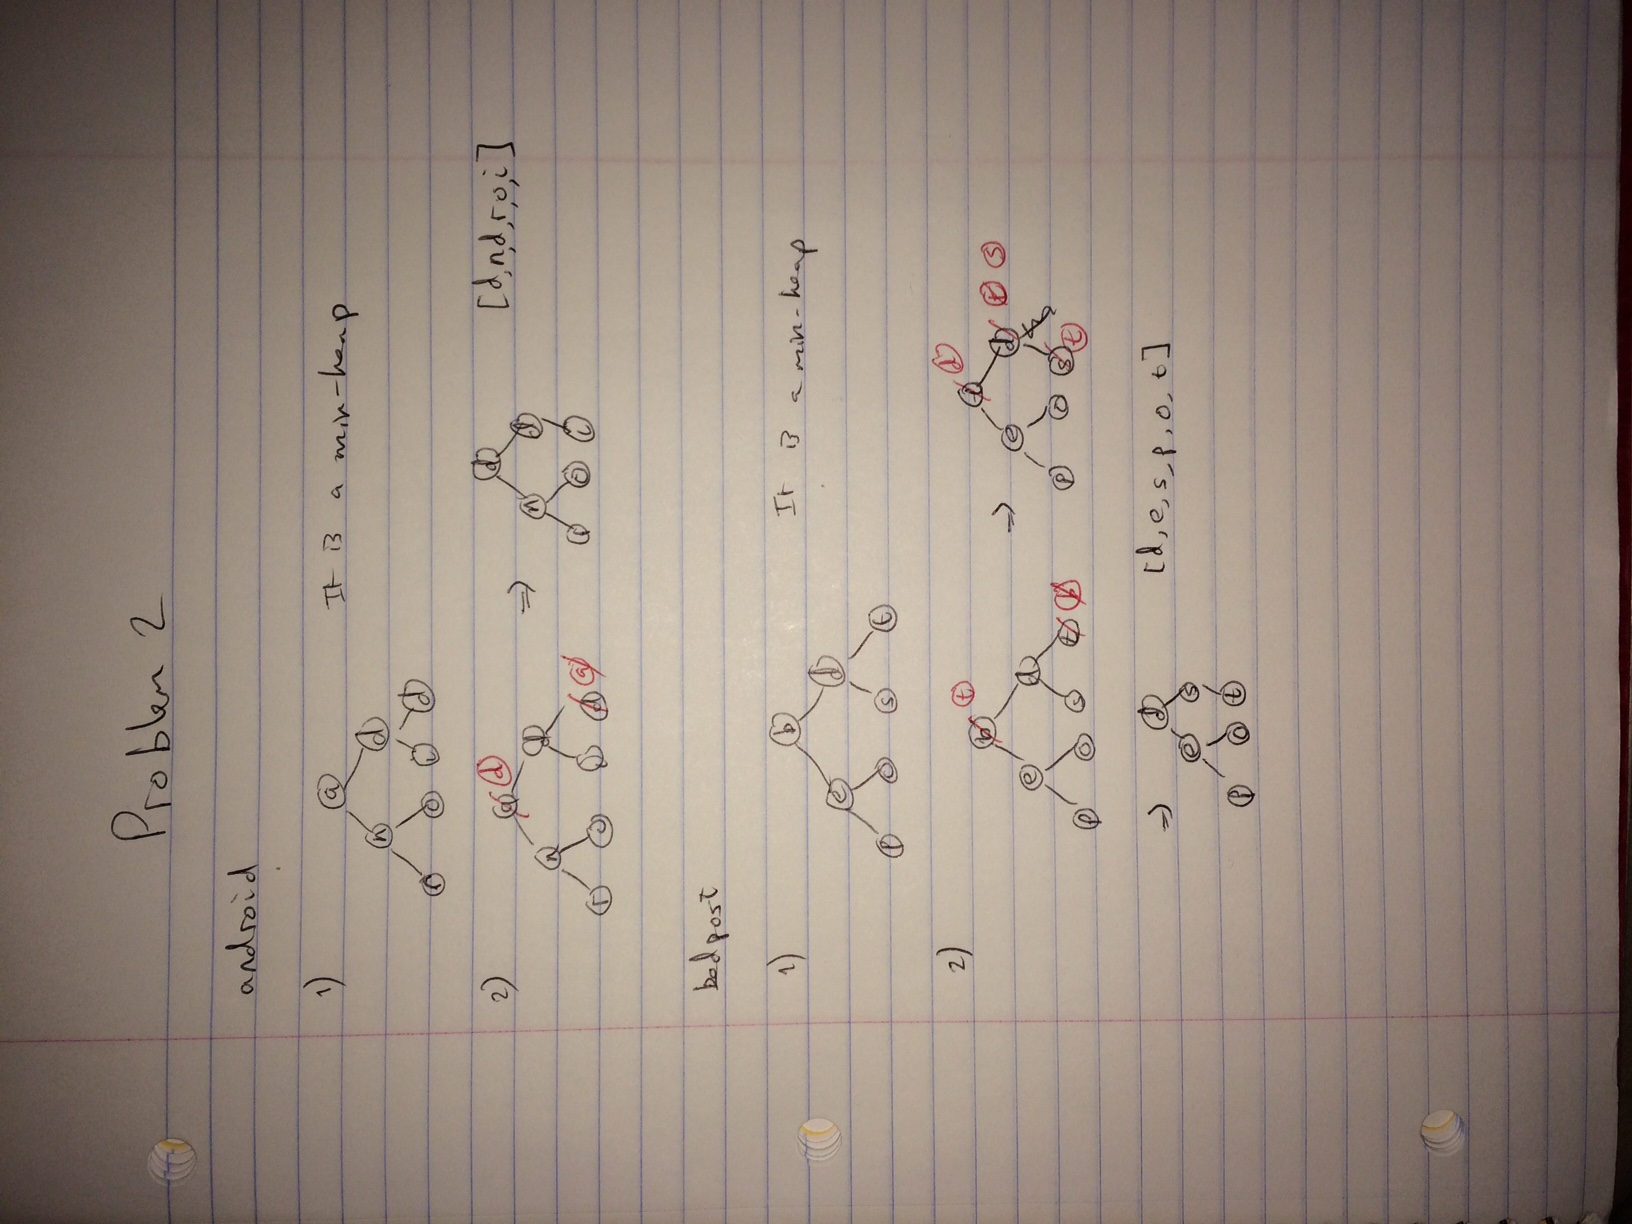 Problem 2
android
1) It is a min-heap
a
n d
r o i d
2) [d,n,d,r,o,i]
a d
n d
r o i d a
⇒
d
n d
r o i
bedpost
1) It is a min-heap
b
e d
p o s t
2)
b t
e d
p o s t b
⇒
t d
e d t s
p o s t
⇒ [d, e, s, p, o, t]
d
e s
p o t